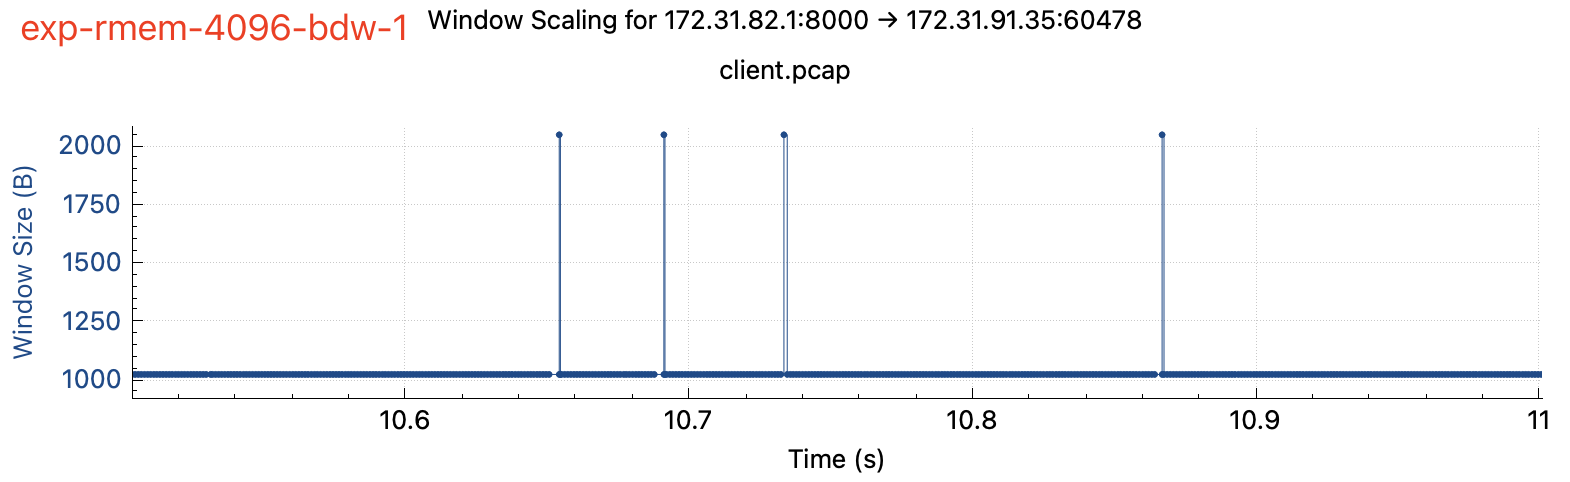 exp-rmem-4096-bdw-1 Window Scaling for 172.31.82.1:8000 → 172.31.91.35:60478
client.pcap
Window Size (B)
2000
1750
1500
1250
1000
10.6 10.7 10.8 10.9 11
Time (s)